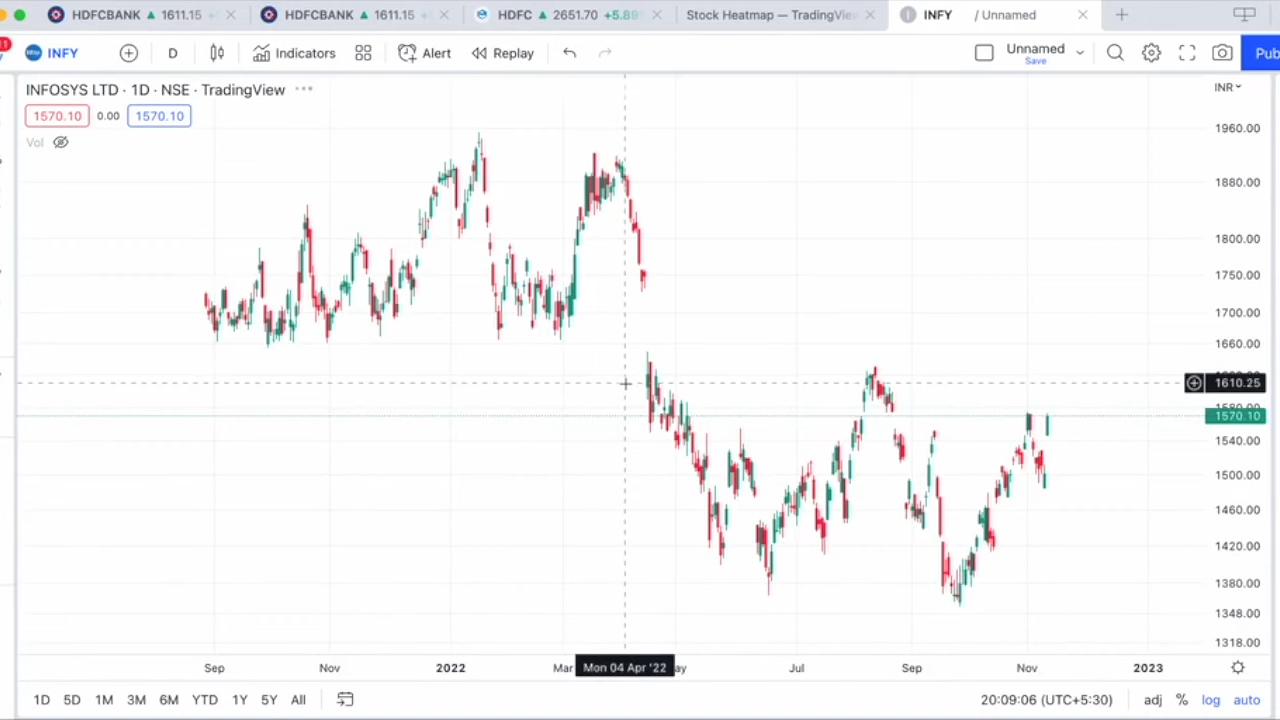 HDFCBANK ▲ 1611.15
HDFCBANK ▲ 1611.15
HDFC ▲ 2651.70 +5.89
Stock Heatmap — TradingVie
INFY / Unnamed
11
INFY
D
Indicators
Alert
Replay
Unnamed
Save
Pub
INFOSYS LTD · 1D · NSE · TradingView
INR
1570.10 0.00 1570.10
Vol
1960.00
1880.00
1800.00
1750.00
1700.00
1660.00
1610.25
1580.00
1570.10
1540.00
1500.00
1460.00
1420.00
1380.00
1348.00
1318.00
Sep Nov 2022 Mar Mon 04 Apr '22 ay Jul Sep Nov 2023
1D 5D 1M 3M 6M YTD 1Y 5Y All
20:09:06 (UTC+5:30) adj % log auto